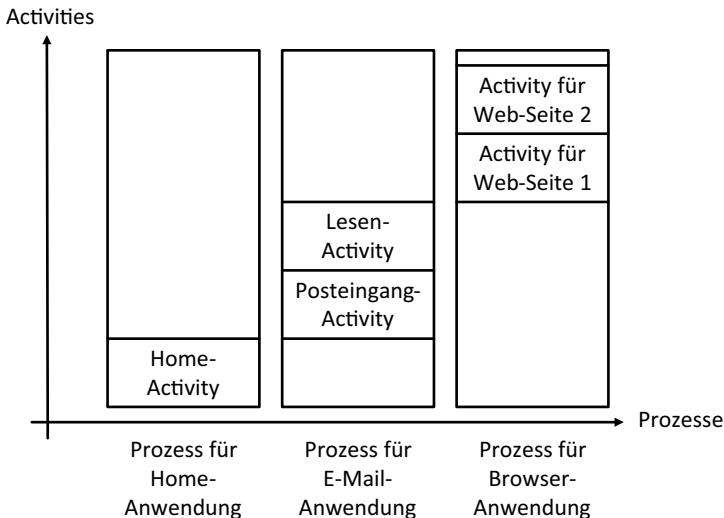 Activities
Activity für
Web-Seite 2
Activity für
Web-Seite 1
Lesen-
Activity
Posteingang-
Activity
Home-
Activity
Prozesse
Prozess für
Home-
Anwendung
Prozess für
E-Mail-
Anwendung
Prozess für
Browser-
Anwendung